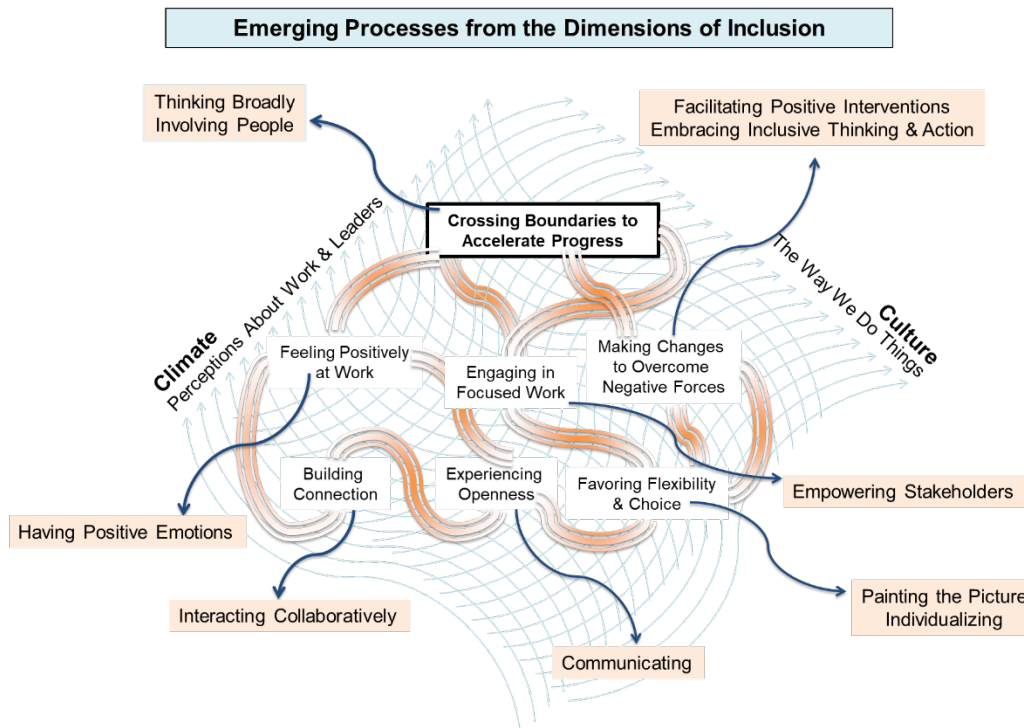 Emerging Processes from the Dimensions of Inclusion
Thinking Broadly
Involving People
Facilitating Positive Interventions
Embracing Inclusive Thinking & Action
Crossing Boundaries to
Accelerate Progress
Climate
Perceptions About Work & Leaders
Culture
The Way We Do Things
Feeling Positively
at Work
Engaging in
Focused Work
Making Changes
to Overcome
Negative Forces
Building
Connection
Experiencing
Openness
Favoring Flexibility
& Choice
Empowering Stakeholders
Having Positive Emotions
Interacting Collaboratively
Painting the Picture
Individualizing
Communicating